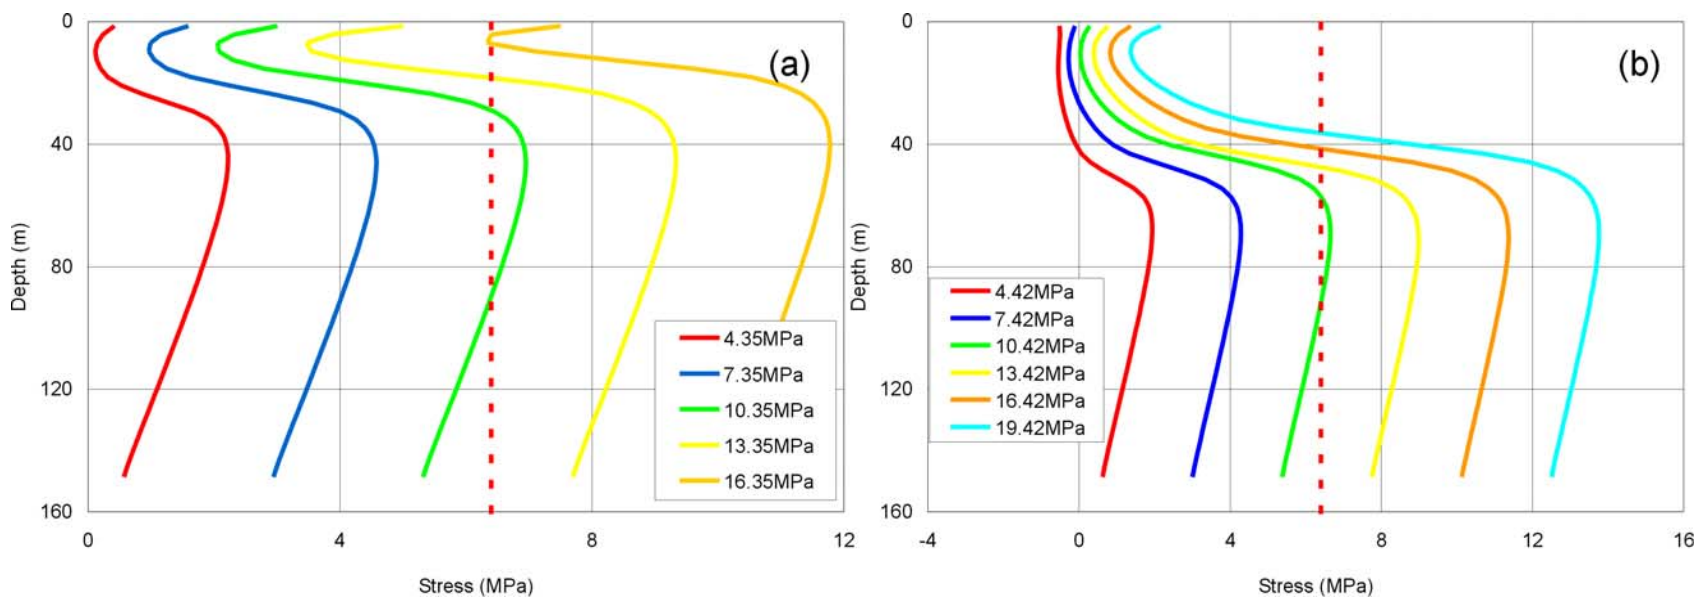 (a)
Depth (m)
0
40
80
120
160
0
4
8
12
Stress (MPa)
4.35MPa
7.35MPa
10.35MPa
13.35MPa
16.35MPa
(b)
Depth (m)
0
40
80
120
160
-4
0
4
8
12
16
Stress (MPa)
4.42MPa
7.42MPa
10.42MPa
13.42MPa
16.42MPa
19.42MPa